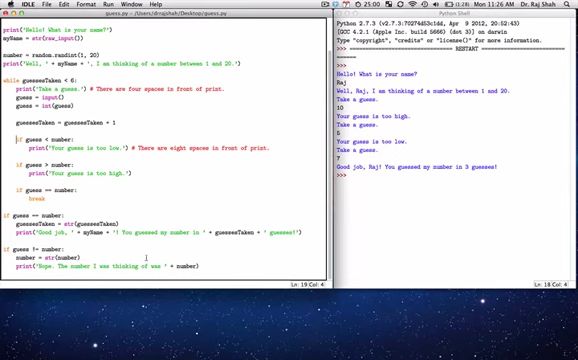 IDLE File Edit Format Run Windows Help
25:00
11:26 AM Dr. Raj Shah
guess.py – /Users/drrajshah/Desktop/guess.py
print("Hello! What is your name?")
myName = str(raw_input())
number = random.randint(1, 20)
print('Well, ' + myName + ', I am thinking of a number between 1 and 20.')
while guessesTaken < 6:
print('Take a guess.') # There are four spaces in front of print.
guess = input()
guess = int(guess)
guessesTaken = guessesTaken + 1
if guess < number:
print('Your guess is too low.') # There are eight spaces in front of print.
if guess > number:
print('Your guess is too high.')
if guess == number:
break
if guess == number:
guessesTaken = str(guessesTaken)
print('Good job, ' + myName + '! You guessed my number in ' + guessesTaken + ' guesses!')
if guess != number:
number = str(number)
print('Nope. The number I was thinking of was ' + number)
Ln: 19 Col: 4
Python Shell
Python 2.7.3 (v2.7.3:70274d53c1dd, Apr 9 2012, 20:52:43)
[GCC 4.2.1 (Apple Inc. build 5666) (dot 3)] on darwin
Type "copyright", "credits" or "license()" for more information.
>>> ================================ RESTART ================================
>>>
Hello! What is your name?
Raj
Well, Raj, I am thinking of a number between 1 and 20.
Take a guess.
10
Your guess is too high.
Take a guess.
5
Your guess is too low.
Take a guess.
7
Good job, Raj! You guessed my number in 3 guesses!
>>>
Ln: 18 Col: 4